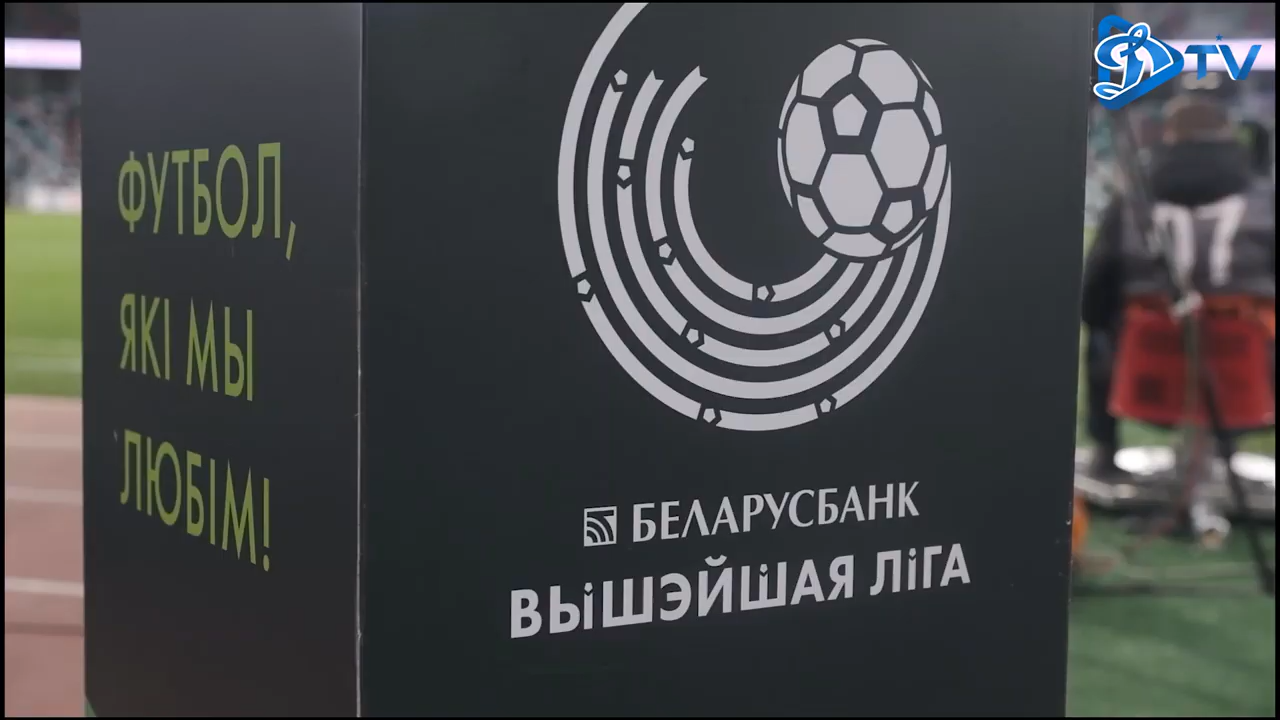 ФУТБОЛ,
ЯКІ МЫ
ЛЮБІМ!
БЕЛАРУСБАНК
ВЫШЭЙШАЯ ЛІГА
Д TV